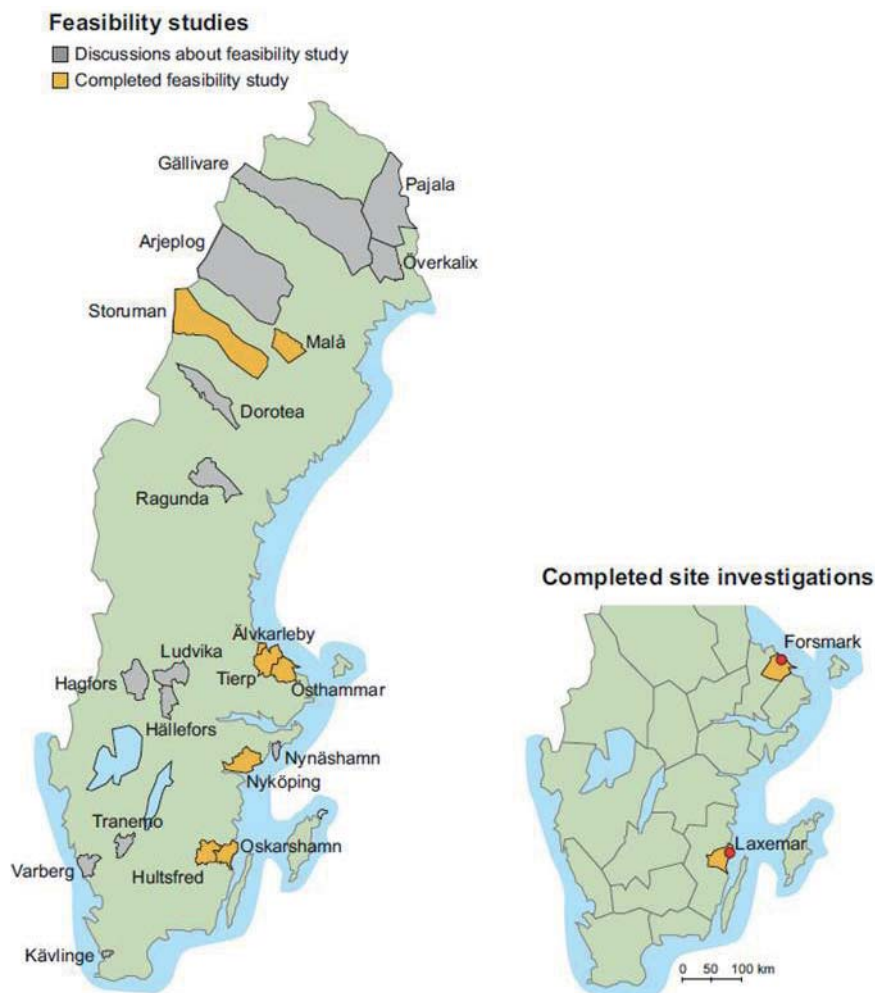 Feasibility studies
Discussions about feasibility study
Completed feasibility study
Gällivare
Pajala
Arjeplog
Överkalix
Storuman
Malå
Dorotea
Ragunda
Älvkarleby
Ludvika
Hagfors
Tierp
Östhammar
Hällefors
Nynäshamn
Nyköping
Tranemo
Oskarshamn
Varberg
Hultsfred
Kävlinge
Completed site investigations
Forsmark
Laxemar
0 50 100 km